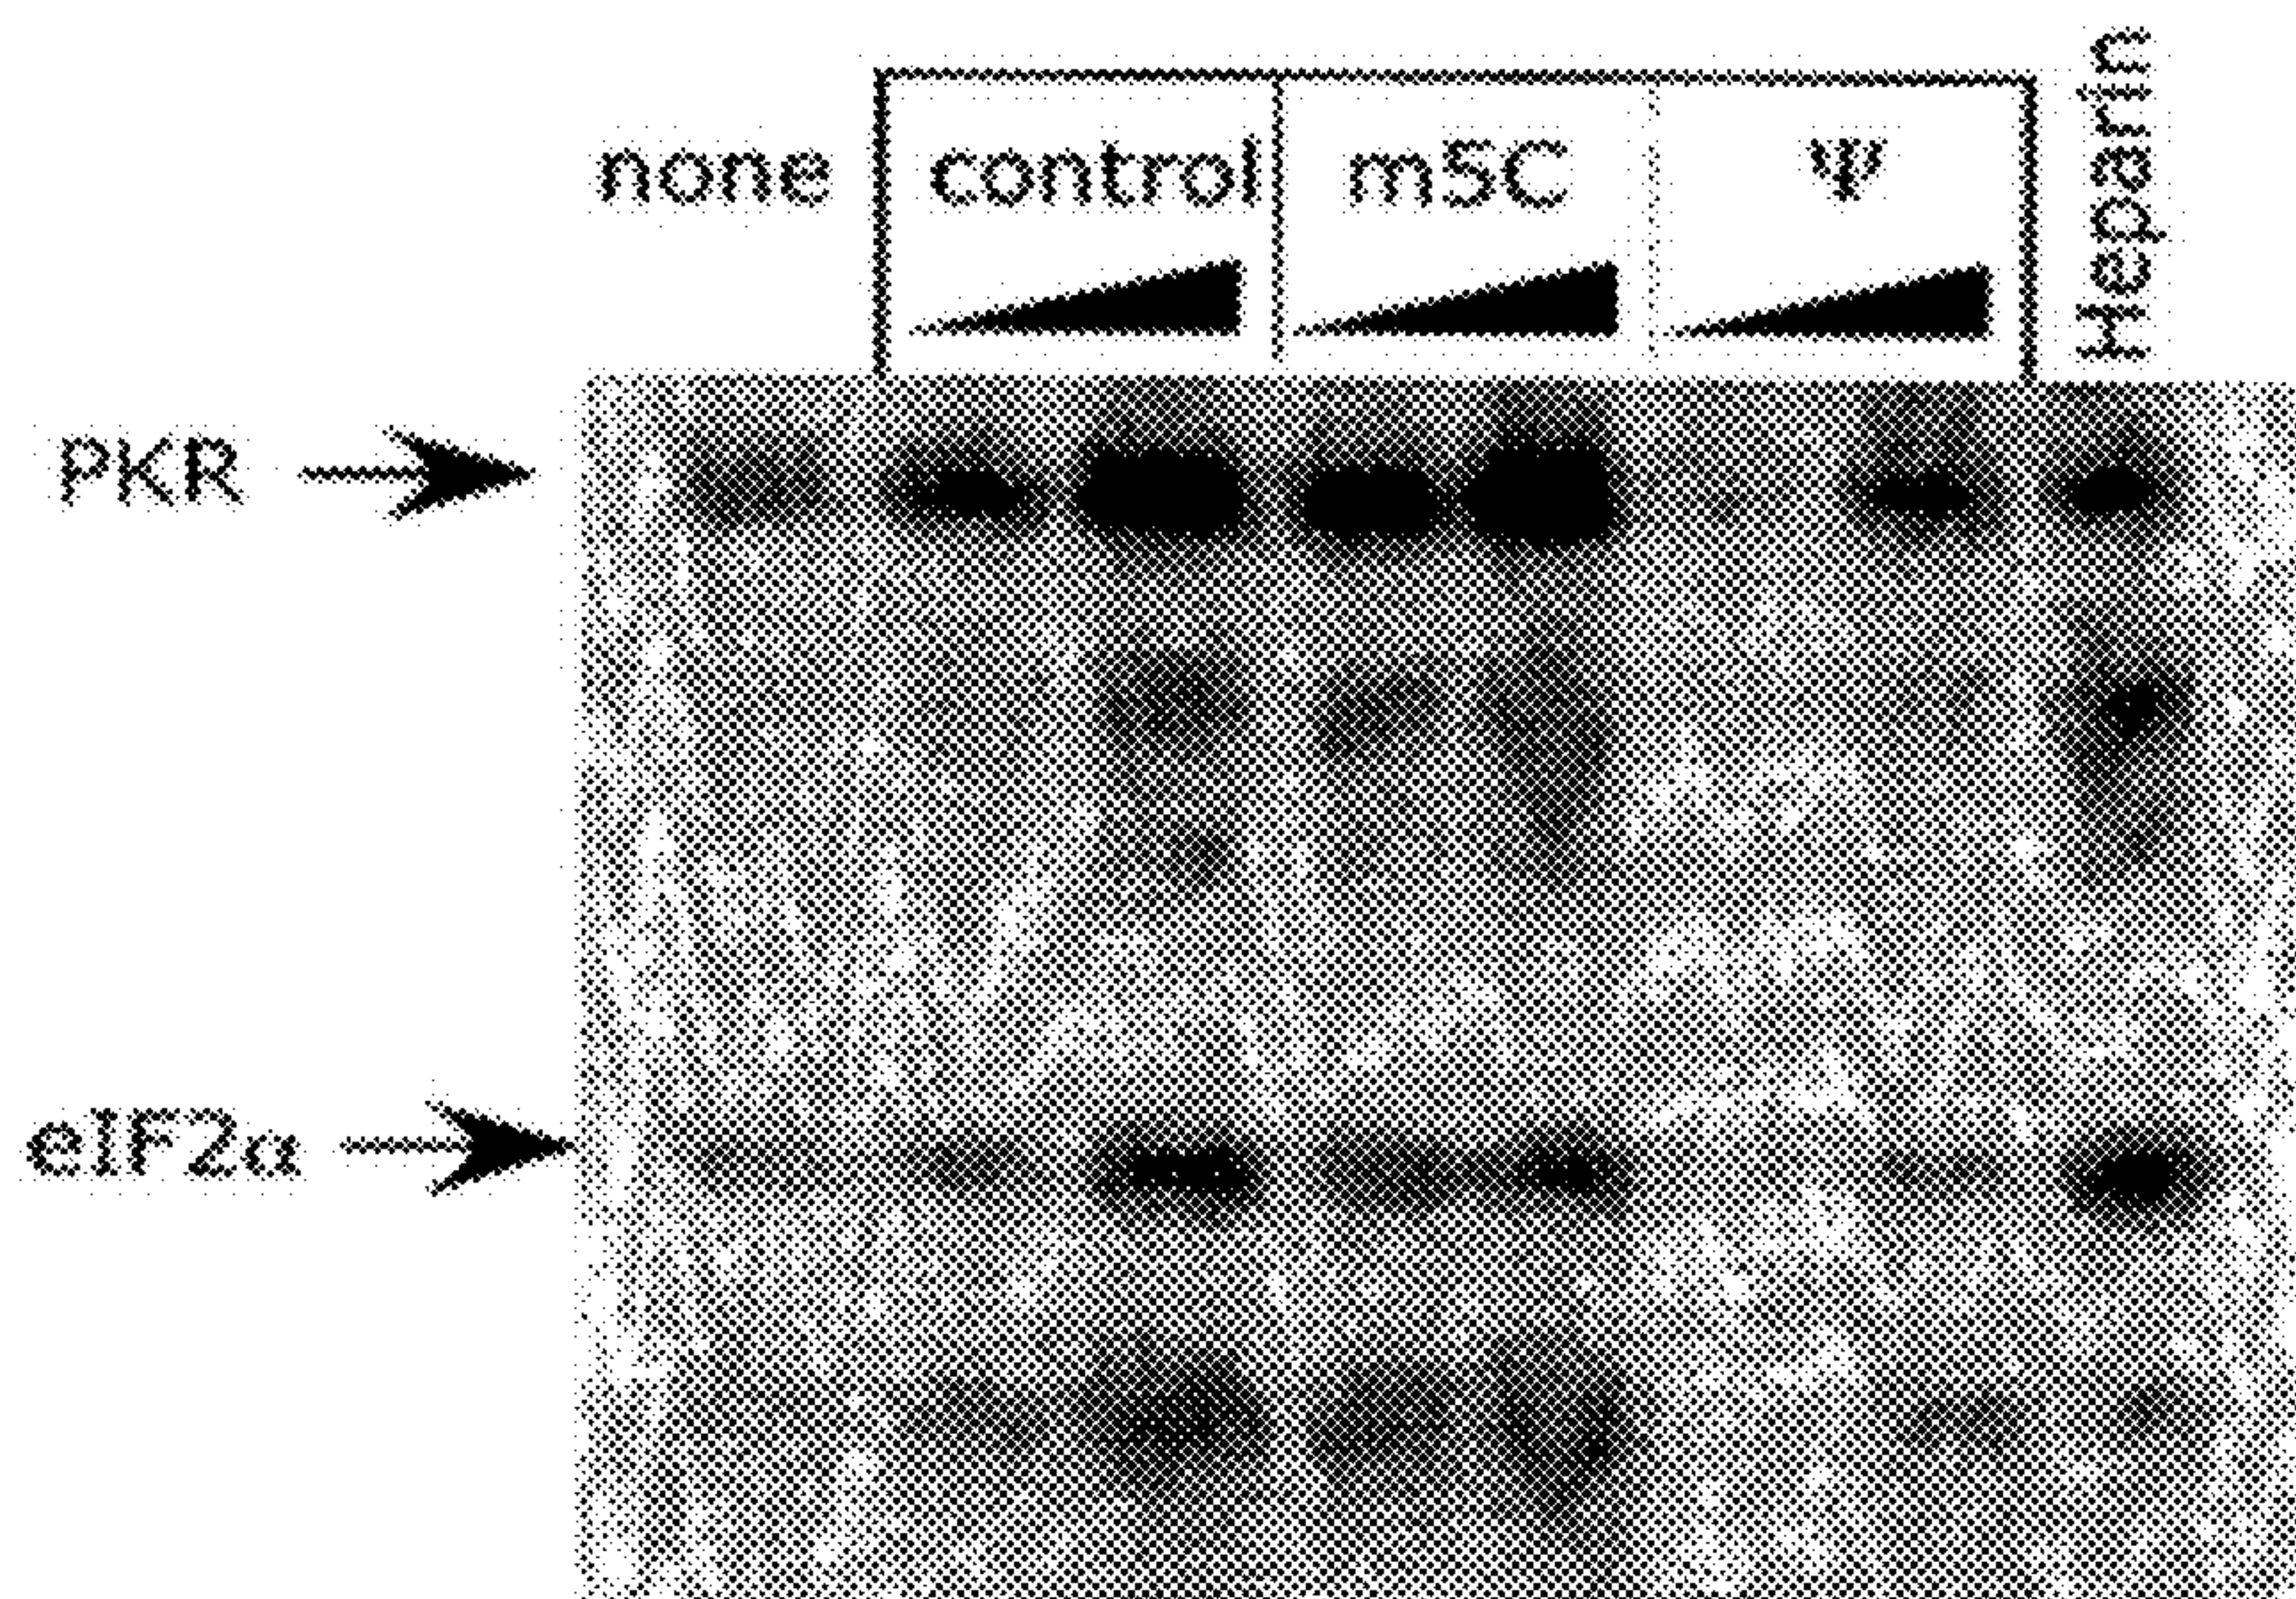 Heparin
none control m5C Ψ
PKR
eIF2α